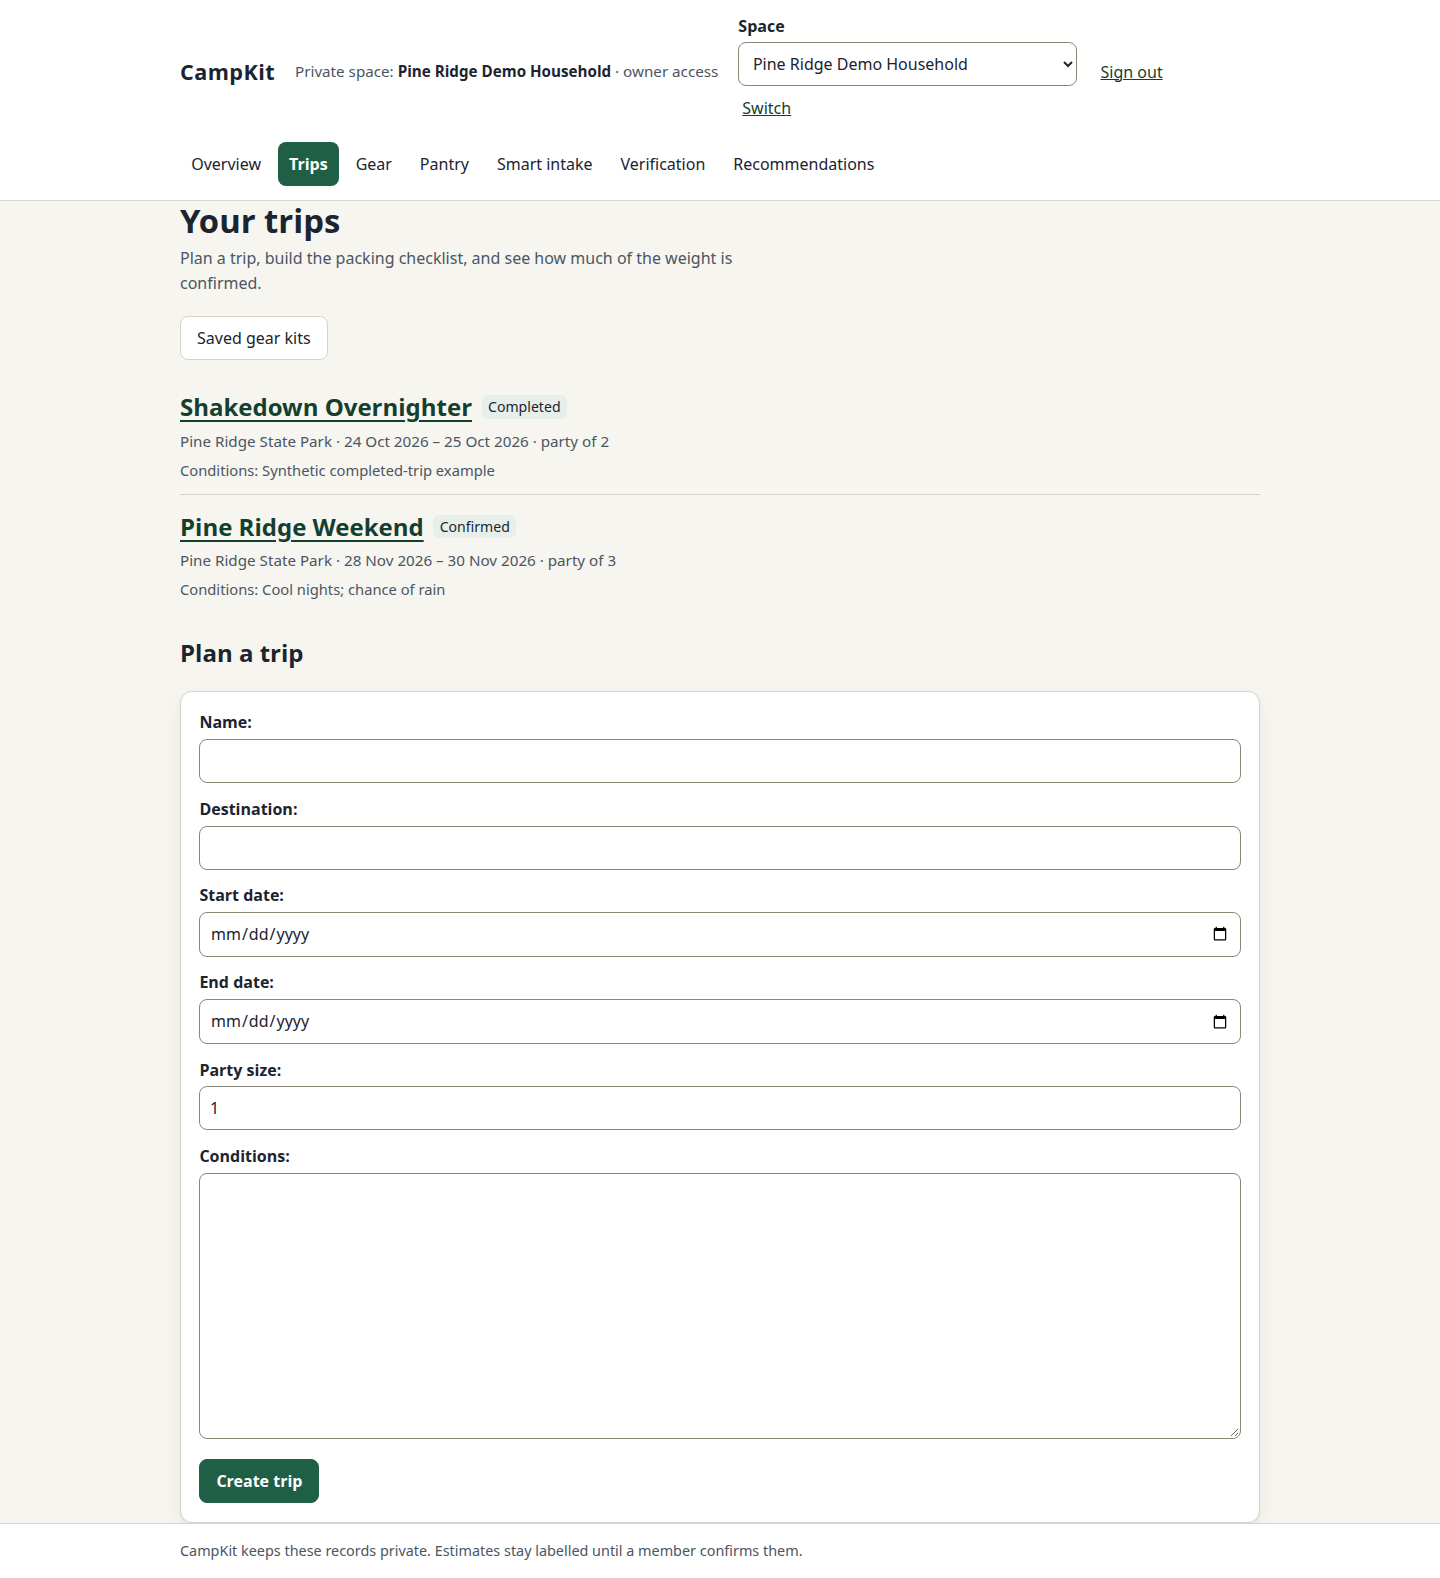 Space
CampKit
Private space: Pine Ridge Demo Household · owner access
Pine Ridge Demo Household
Sign out
Switch
Overview
Trips
Gear
Pantry
Smart intake
Verification
Recommendations
Your trips
Plan a trip, build the packing checklist, and see how much of the weight is
confirmed.
Saved gear kits
Shakedown Overnighter
Completed
Pine Ridge State Park · 24 Oct 2026 – 25 Oct 2026 · party of 2
Conditions: Synthetic completed-trip example
Pine Ridge Weekend
Confirmed
Pine Ridge State Park · 28 Nov 2026 – 30 Nov 2026 · party of 3
Conditions: Cool nights; chance of rain
Plan a trip
Name:
Destination:
Start date:
mm/dd/yyyy
End date:
mm/dd/yyyy
Party size:
1
Conditions:
Create trip
CampKit keeps these records private. Estimates stay labelled until a member confirms them.